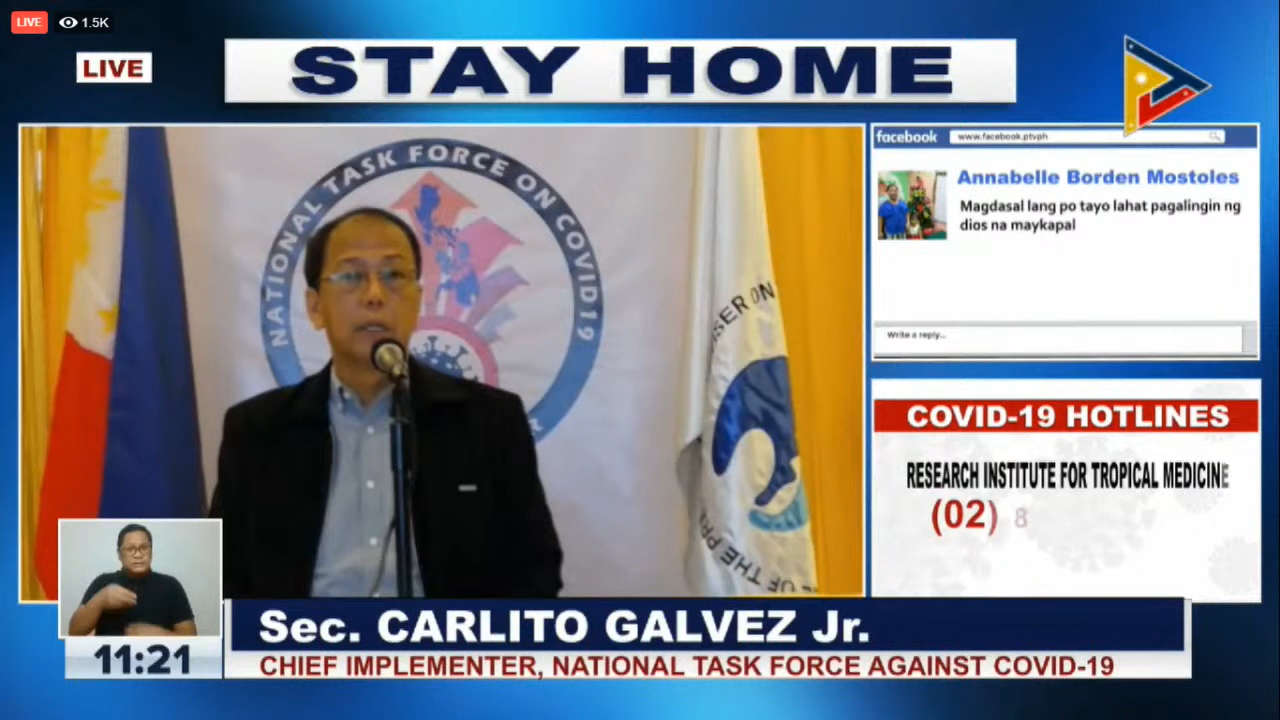 LIVE 1.5K
LIVE
STAY HOME
NATIONAL TASK FORCE ON COVID19
facebook www.facebook.ptvph
Annabelle Borden Mostoles
Magdasal lang po tayo lahat pagalingin ng
dios na maykapal
Write a reply...
COVID-19 HOTLINES
RESEARCH INSTITUTE FOR TROPICAL MEDICINE
(02) 8
OF THE
11:21
Sec. CARLITO GALVEZ Jr.
CHIEF IMPLEMENTER, NATIONAL TASK FORCE AGAINST COVID-19